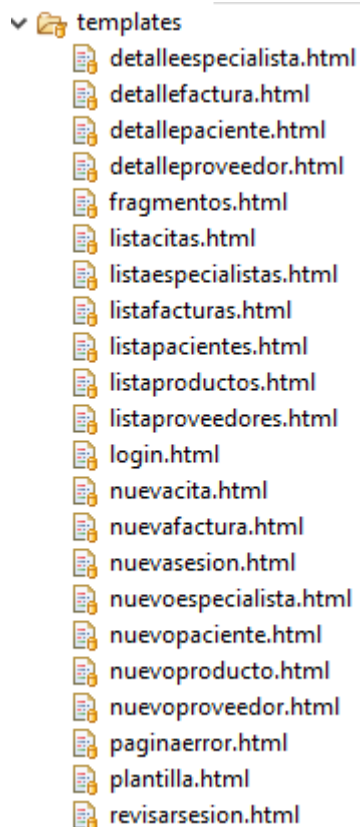 templates
detalleespecialista.html
detallefactura.html
detallepaciente.html
detalleproveedor.html
fragmentos.html
listacitas.html
listaespecialistas.html
listafacturas.html
listapacientes.html
listaproductos.html
listaproveedores.html
login.html
nuevacita.html
nuevafactura.html
nuevasesion.html
nuevoespecialista.html
nuevopaciente.html
nuevoproducto.html
nuevoproveedor.html
paginaerror.html
plantilla.html
revisarsesion.html